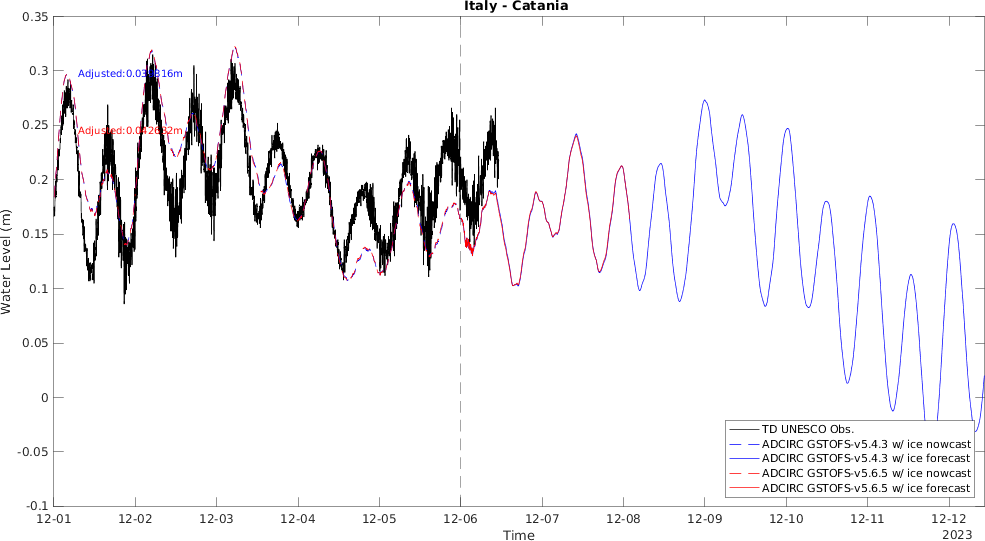 Italy - Catania
0.35
0.3
0.25
0.2
0.15
0.1
0.05
0
-0.05
-0.1
Water Level (m)
TD UNESCO Obs.
ADCIRC GSTOFS-v5.4.3 w/ ice nowcast
ADCIRC GSTOFS-v5.4.3 w/ ice forecast
ADCIRC GSTOFS-v5.6.5 w/ ice nowcast
ADCIRC GSTOFS-v5.6.5 w/ ice forecast
12-01 12-02 12-03 12-04 12-05 12-06 12-07 12-08 12-09 12-10 12-11 12-12
Time
2023